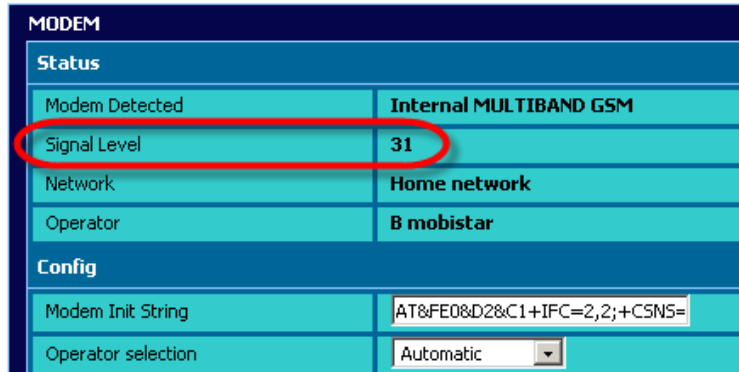 MODEM
Status
Modem Detected Internal MULTIBAND GSM
Signal Level 31
Network Home network
Operator B mobistar
Config
Modem Init String AT&FE0&D2&C1+IFC=2,2;+CSNS=
Operator selection Automatic